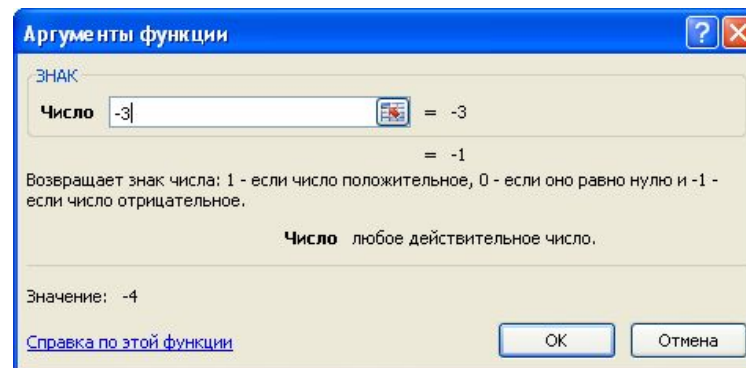 Аргументы функции
ЗНАК
Число -3 = -3
= -1
Возвращает знак числа: 1 - если число положительное, 0 - если оно равно нулю и -1 -
если число отрицательное.
Число любое действительное число.
Значение: -4
Справка по этой функции OK Отмена